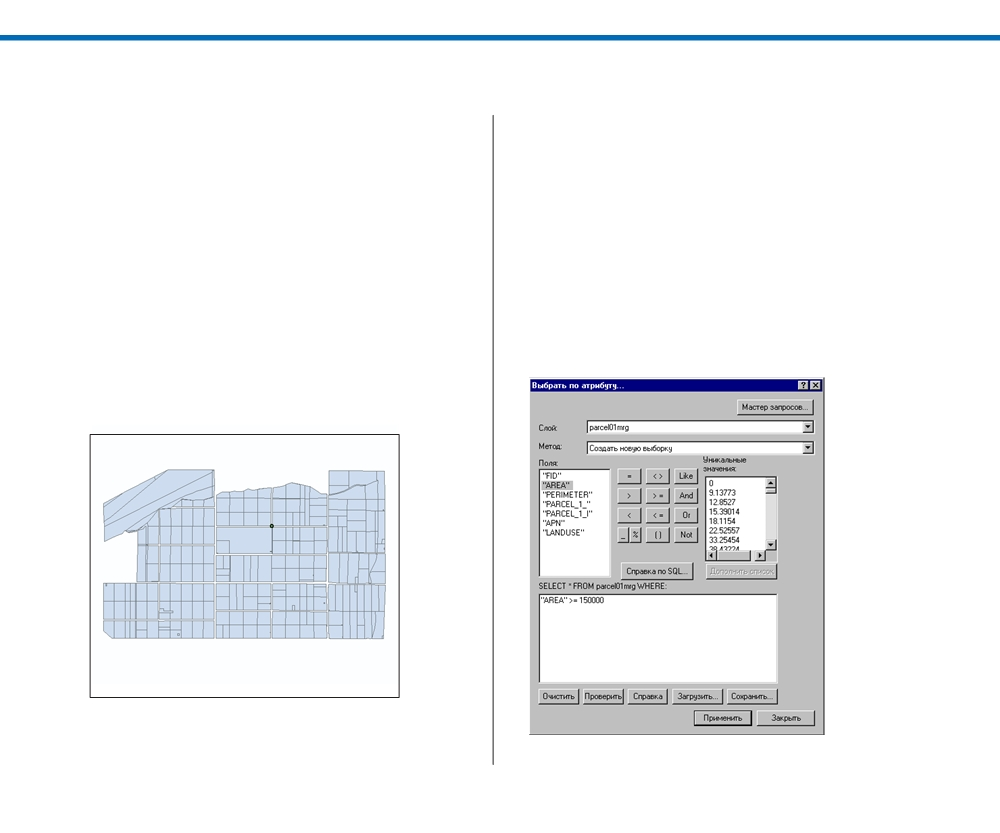 Выбрать по атрибуту...
Мастер запросов...
Слой: parcel01mrg
Метод: Создать новую выборку
Поля:
"FID"
"AREA"
"PERIMETER"
"PARCEL_1_"
"PARCEL_1_I"
"APN"
"LANDUSE"
= < > Like
> > = And
< < = Or
_ % ( ) Not
Уникальные
значения:
0
9.13773
12.8527
15.39014
18.1154
22.52557
33.25454
38.43224
Справка по SQL...
Дополнить список
SELECT * FROM parcel01mrg WHERE:
"AREA" >= 150000
Очистить Проверить Справка Загрузить... Сохранить...
Применить Закрыть